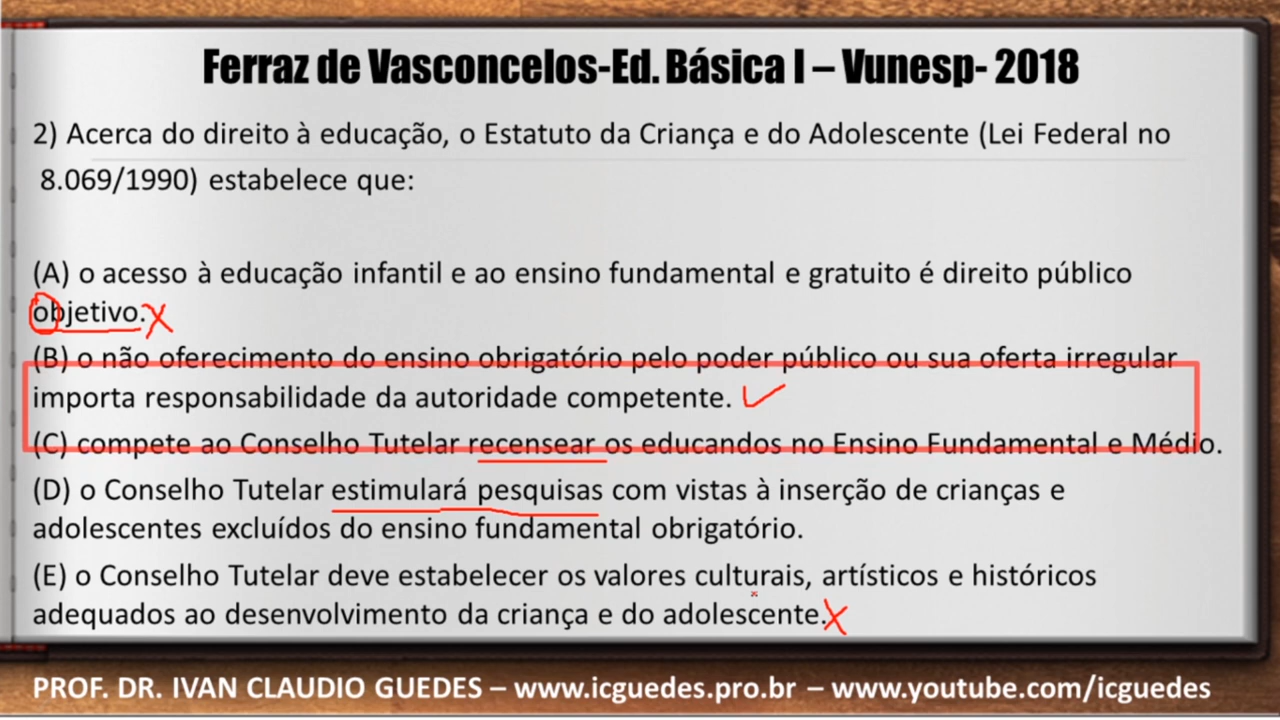 Ferraz de Vasconcelos-Ed. Básica I – Vunesp- 2018
2) Acerca do direito à educação, o Estatuto da Criança e do Adolescente (Lei Federal no
8.069/1990) estabelece que:
(A) o acesso à educação infantil e ao ensino fundamental e gratuito é direito público
objetivo.
(B) o não oferecimento do ensino obrigatório pelo poder público ou sua oferta irregular
importa responsabilidade da autoridade competente.
(C) compete ao Conselho Tutelar recensear os educandos no Ensino Fundamental e Médio.
(D) o Conselho Tutelar estimulará pesquisas com vistas à inserção de crianças e
adolescentes excluídos do ensino fundamental obrigatório.
(E) o Conselho Tutelar deve estabelecer os valores culturais, artísticos e históricos
adequados ao desenvolvimento da criança e do adolescente.
PROF. DR. IVAN CLAUDIO GUEDES – www.icguedes.pro.br – www.youtube.com/icguedes